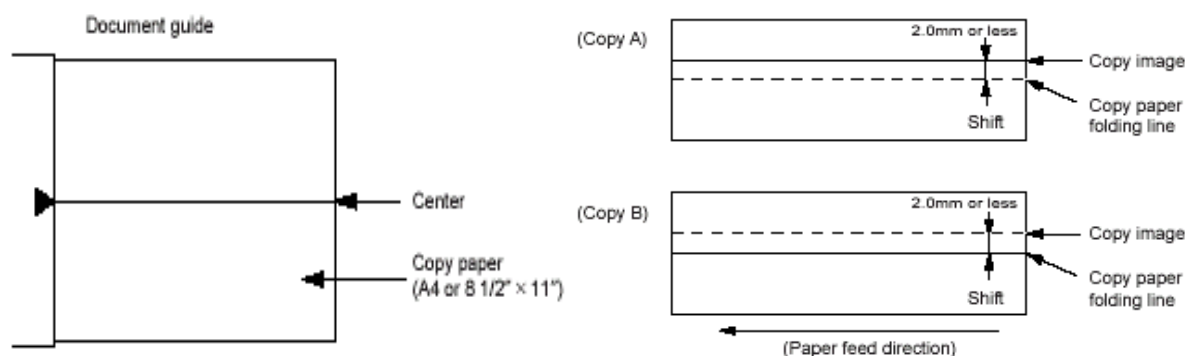 Document guide
Center
Copy paper
(A4 or 8 1/2" × 11")
(Copy A)
2.0mm or less
Copy image
Copy paper
folding line
Shift
(Copy B)
2.0mm or less
Copy image
Copy paper
folding line
Shift
(Paper feed direction)